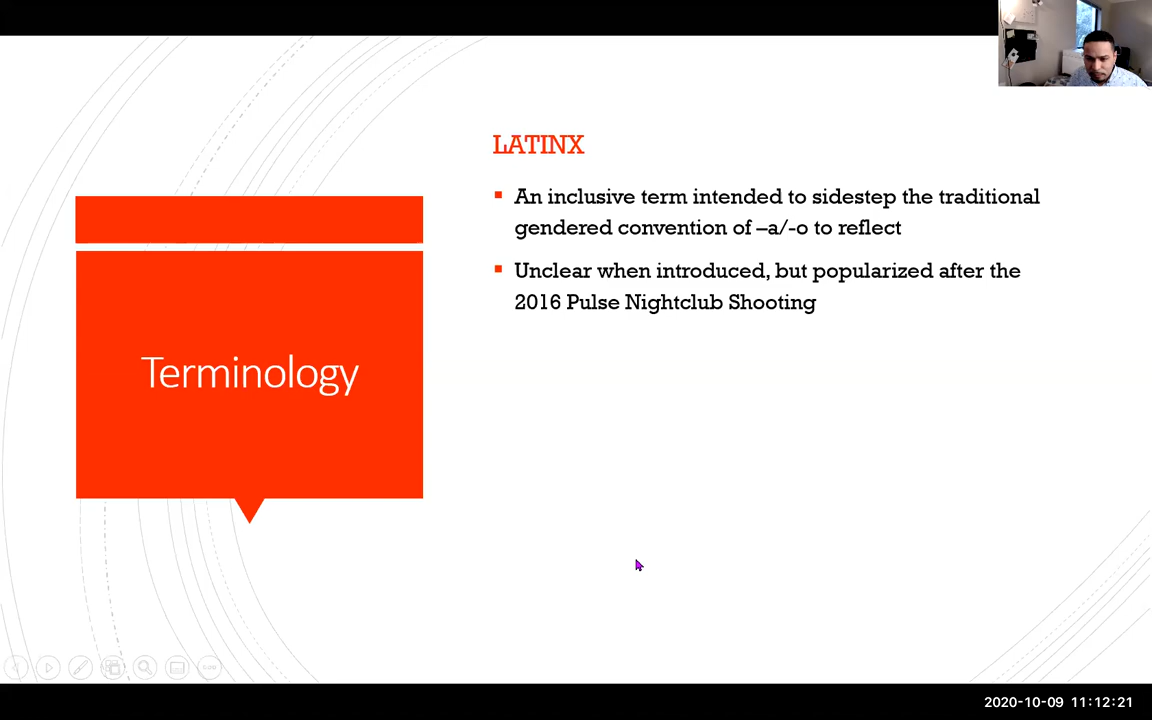 LATINX
An inclusive term intended to sidestep the traditional
gendered convention of –a/-o to reflect
Unclear when introduced, but popularized after the
2016 Pulse Nightclub Shooting
Terminology
2020-10-09 11:12:21